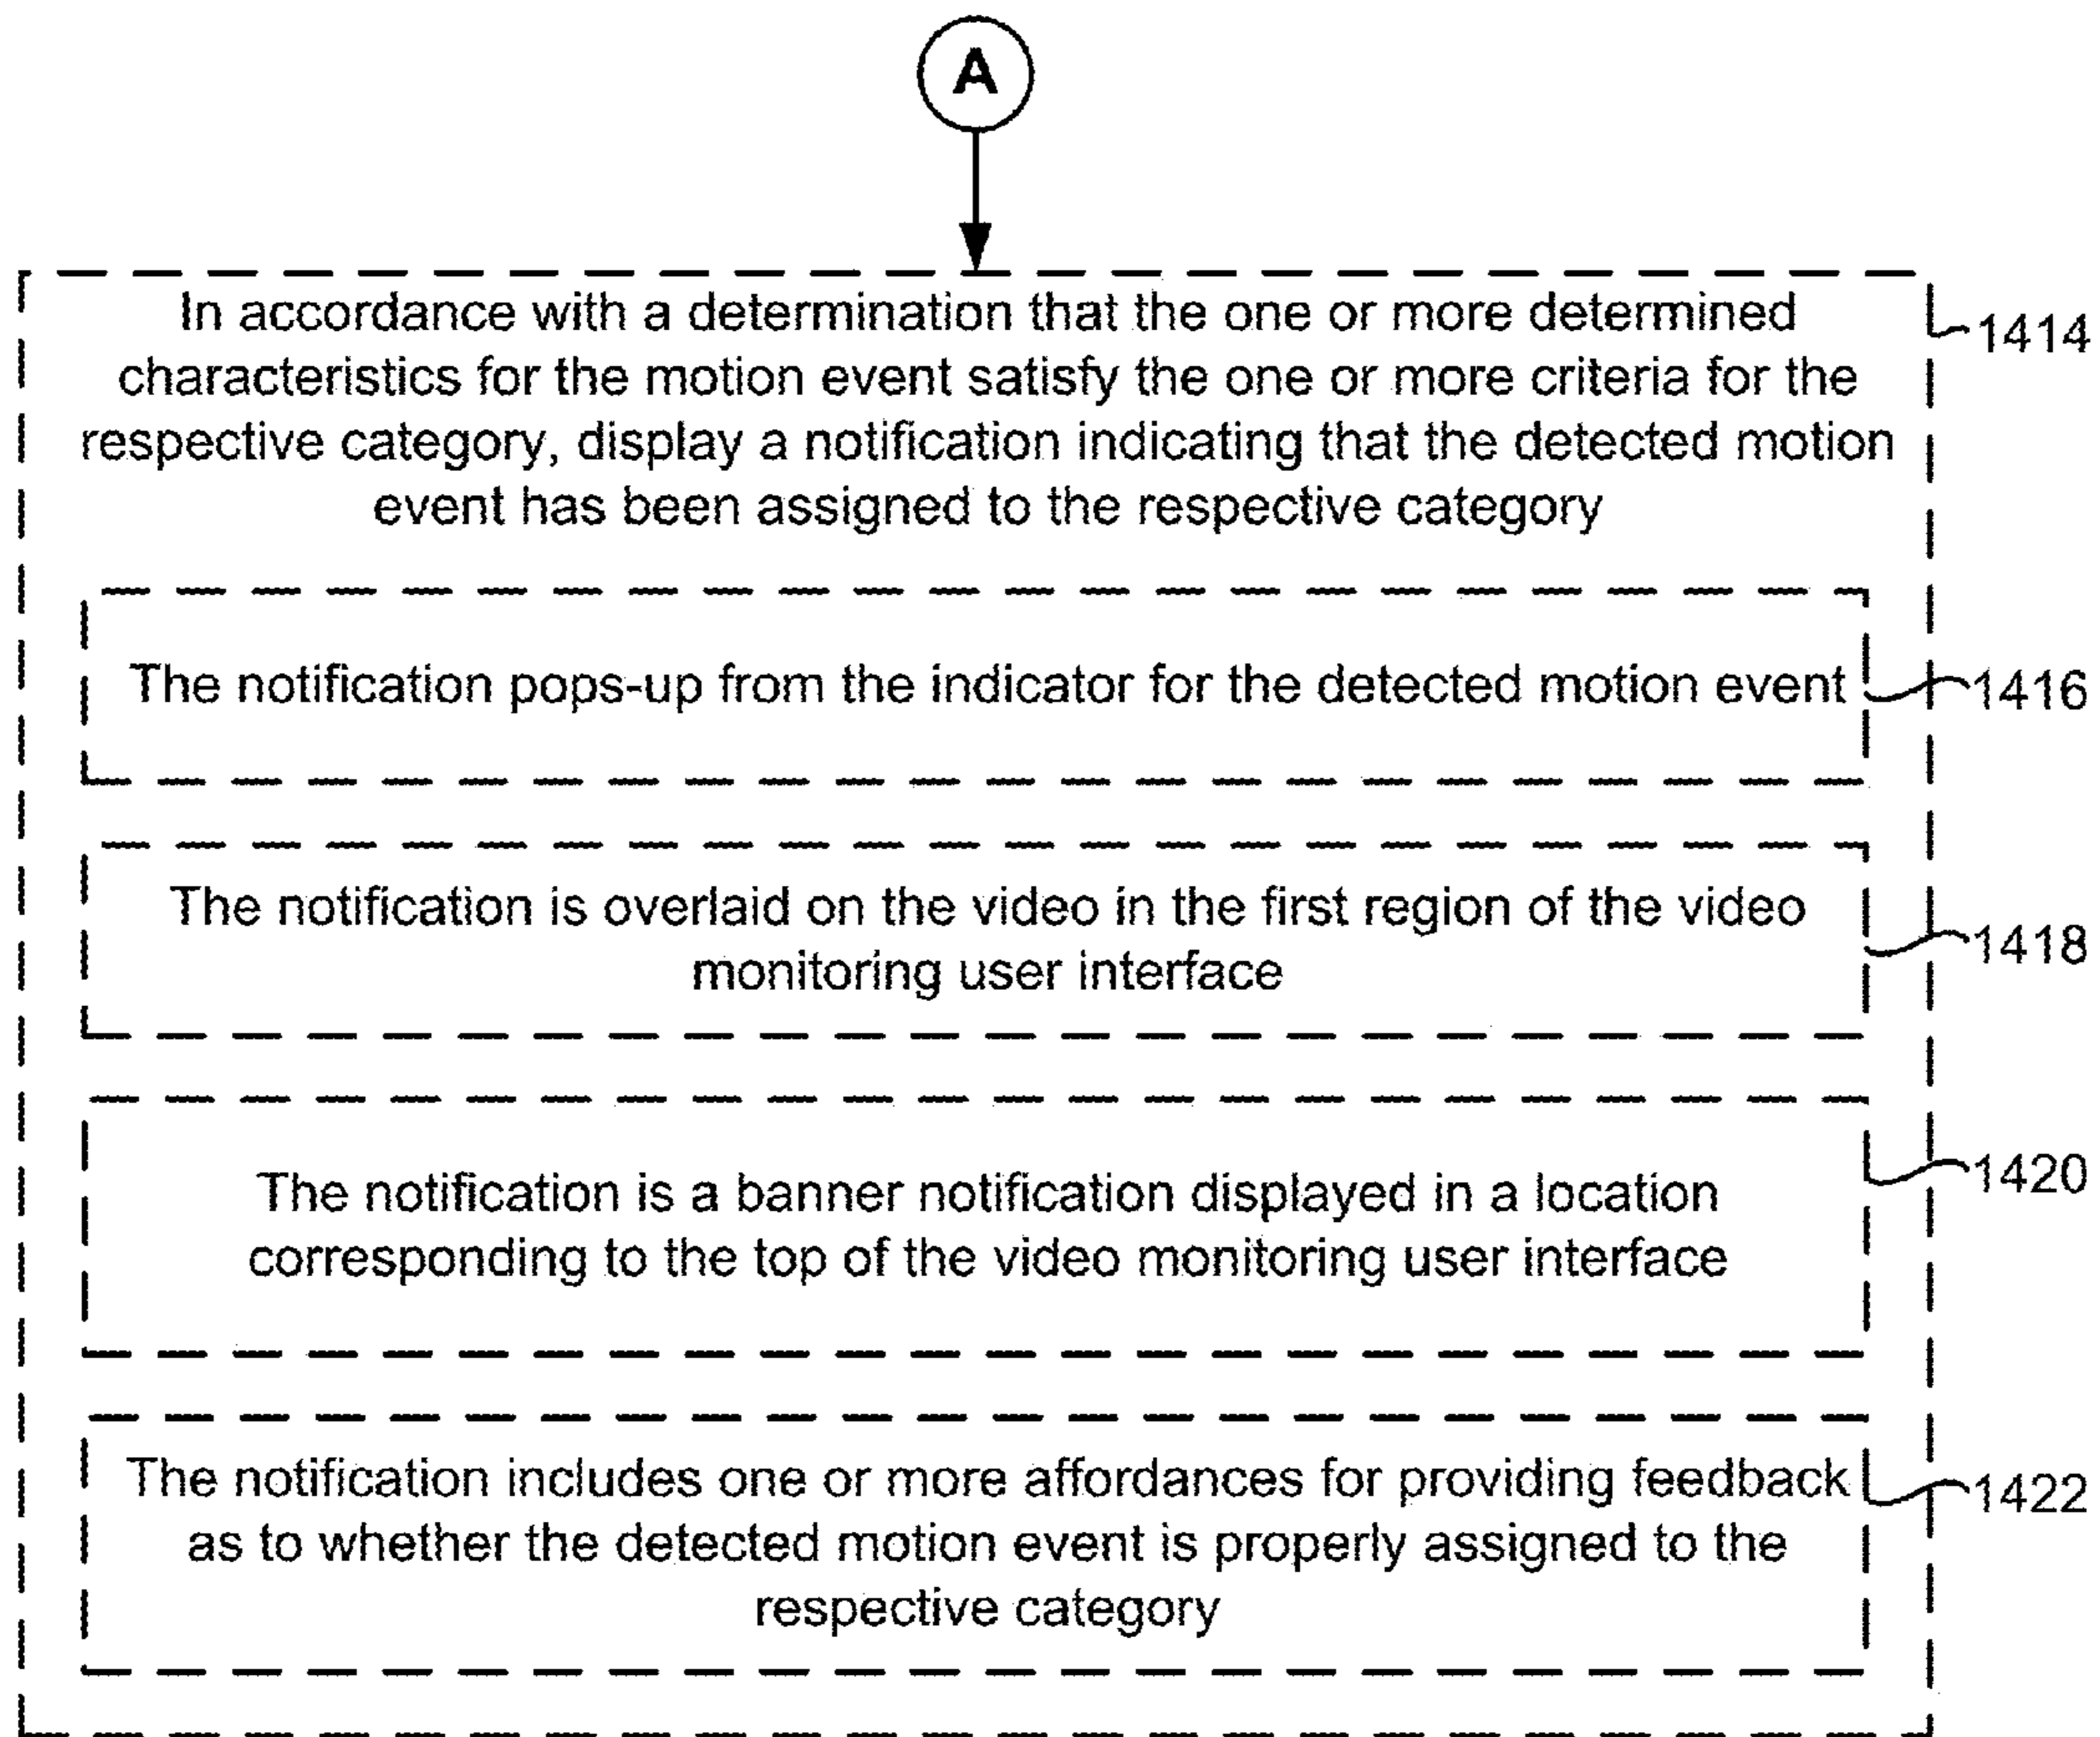 A
In accordance with a determination that the one or more determined
characteristics for the motion event satisfy the one or more criteria for the
respective category, display a notification indicating that the detected motion
event has been assigned to the respective category
1414
The notification pops-up from the indicator for the detected motion event
1416
The notification is overlaid on the video in the first region of the video
monitoring user interface
1418
The notification is a banner notification displayed in a location
corresponding to the top of the video monitoring user interface
1420
The notification includes one or more affordances for providing feedback
as to whether the detected motion event is properly assigned to the
respective category
1422